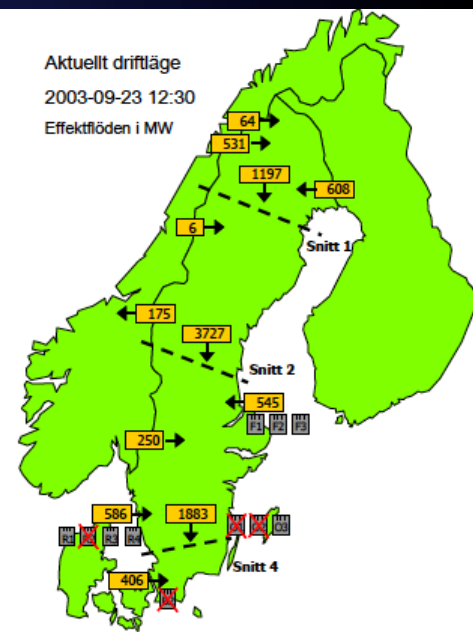 Aktuellt driftläge
2003-09-23 12:30
Effektflöden i MW
64
531
1197
608
6
Snitt 1
175
3727
Snitt 2
545
F1 F2 F3
250
586
1883
R1
R3 R4
O3
Snitt 4
406